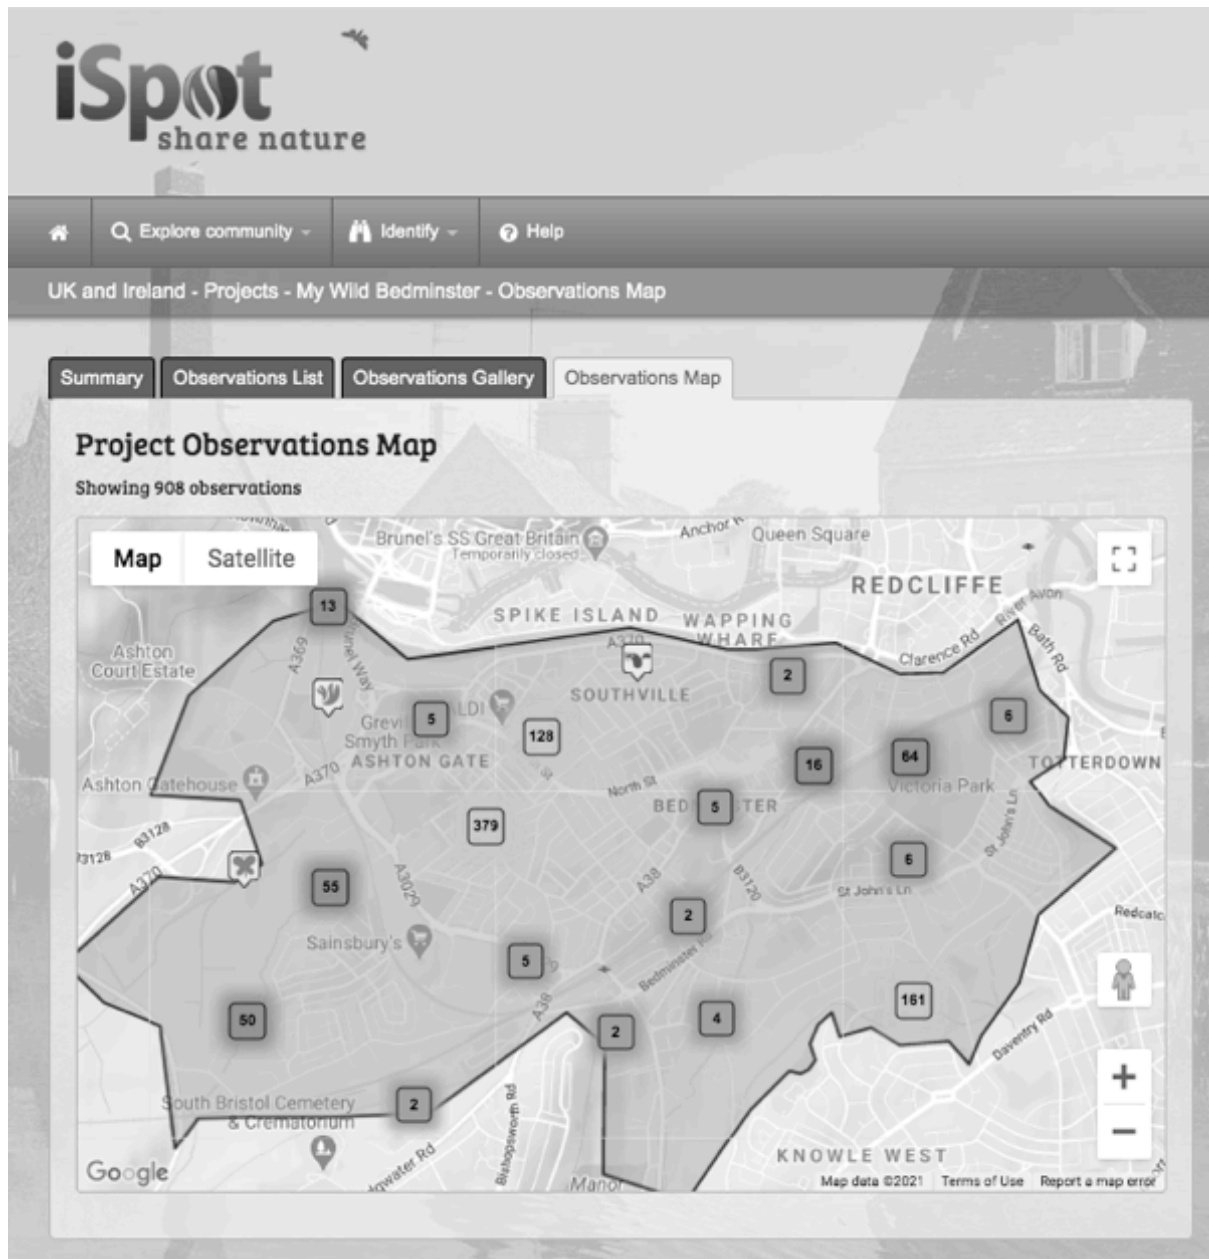 iSpot
share nature
Explore community
Identify
Help
UK and Ireland - Projects - My Wild Bedminster - Observations Map
Summary
Observations List
Observations Gallery
Observations Map
Project Observations Map
Showing 908 observations
Map
Satellite
Brunel's SS Great Britain
Temporarily closed
Queen Square
REDCLIFFE
River Avon
13
SPIKE ISLAND
WAPPING
WHARF
Clarence Rd
Bath Rd
Ashton
Court Estate
A369
A370
2
SOUTHVILLE
5
128
6
Smyth
ASHTON GATE
16
64
TOTTERDOWN
Victoria Park
Ashton
A370
North St
5
379
St John's Ln
B3128
B3128
6
A370
55
A3029
A38
B3120
St John's Ln
2
Sainsbury's
5
Bedminster
161
50
A38
2
4
Daventry Rd
2
South Bristol Cemetery
& Crematorium
Bishopsworth Rd
KNOWLE WEST
Google
Manor
Map data ©2021
Terms of Use
Report a map error